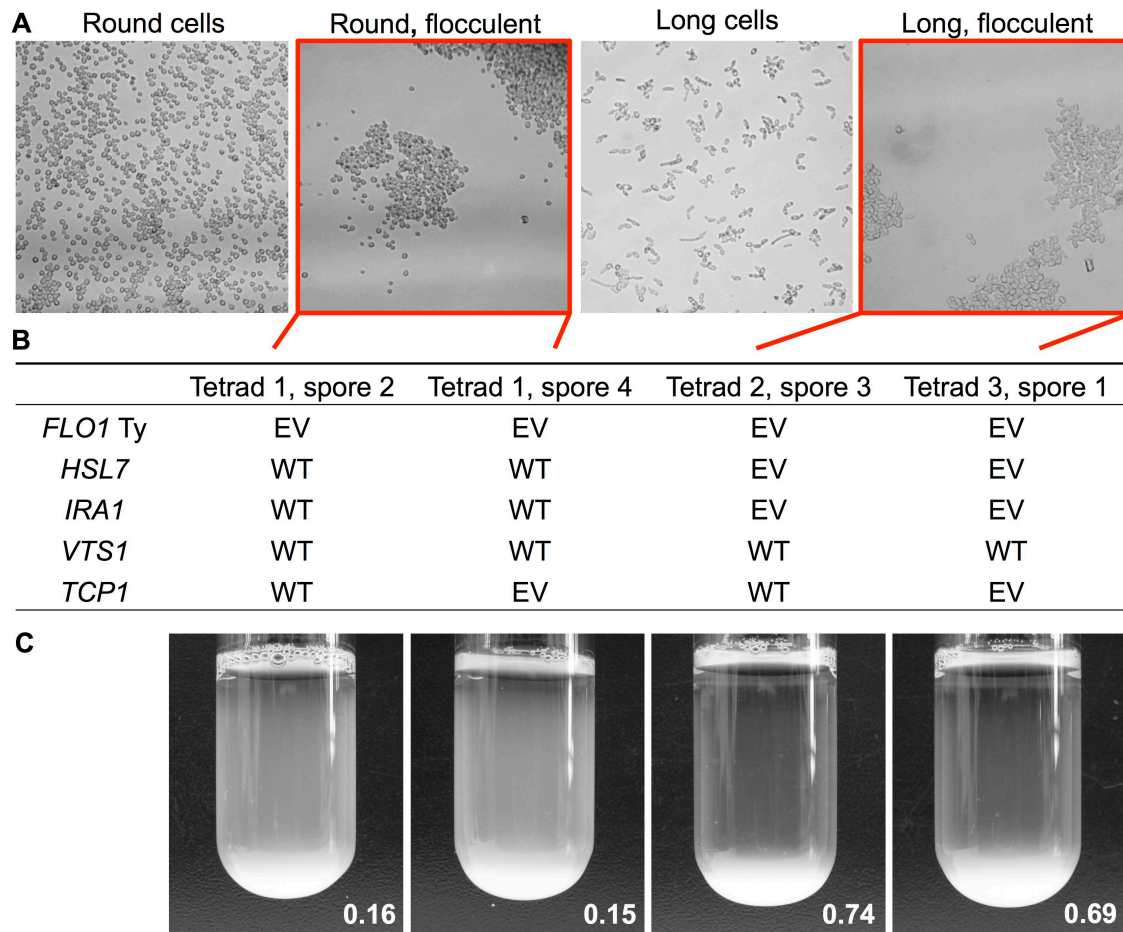 A
Round cells
Round, flocculent
Long cells
Long, flocculent
B
Tetrad 1, spore 2 Tetrad 1, spore 4 Tetrad 2, spore 3 Tetrad 3, spore 1
FLO1 Ty EV EV EV EV
HSL7 WT WT EV EV
IRA1 WT WT EV EV
VTS1 WT WT WT WT
TCP1 WT EV WT EV
C
0.16 0.15 0.74 0.69